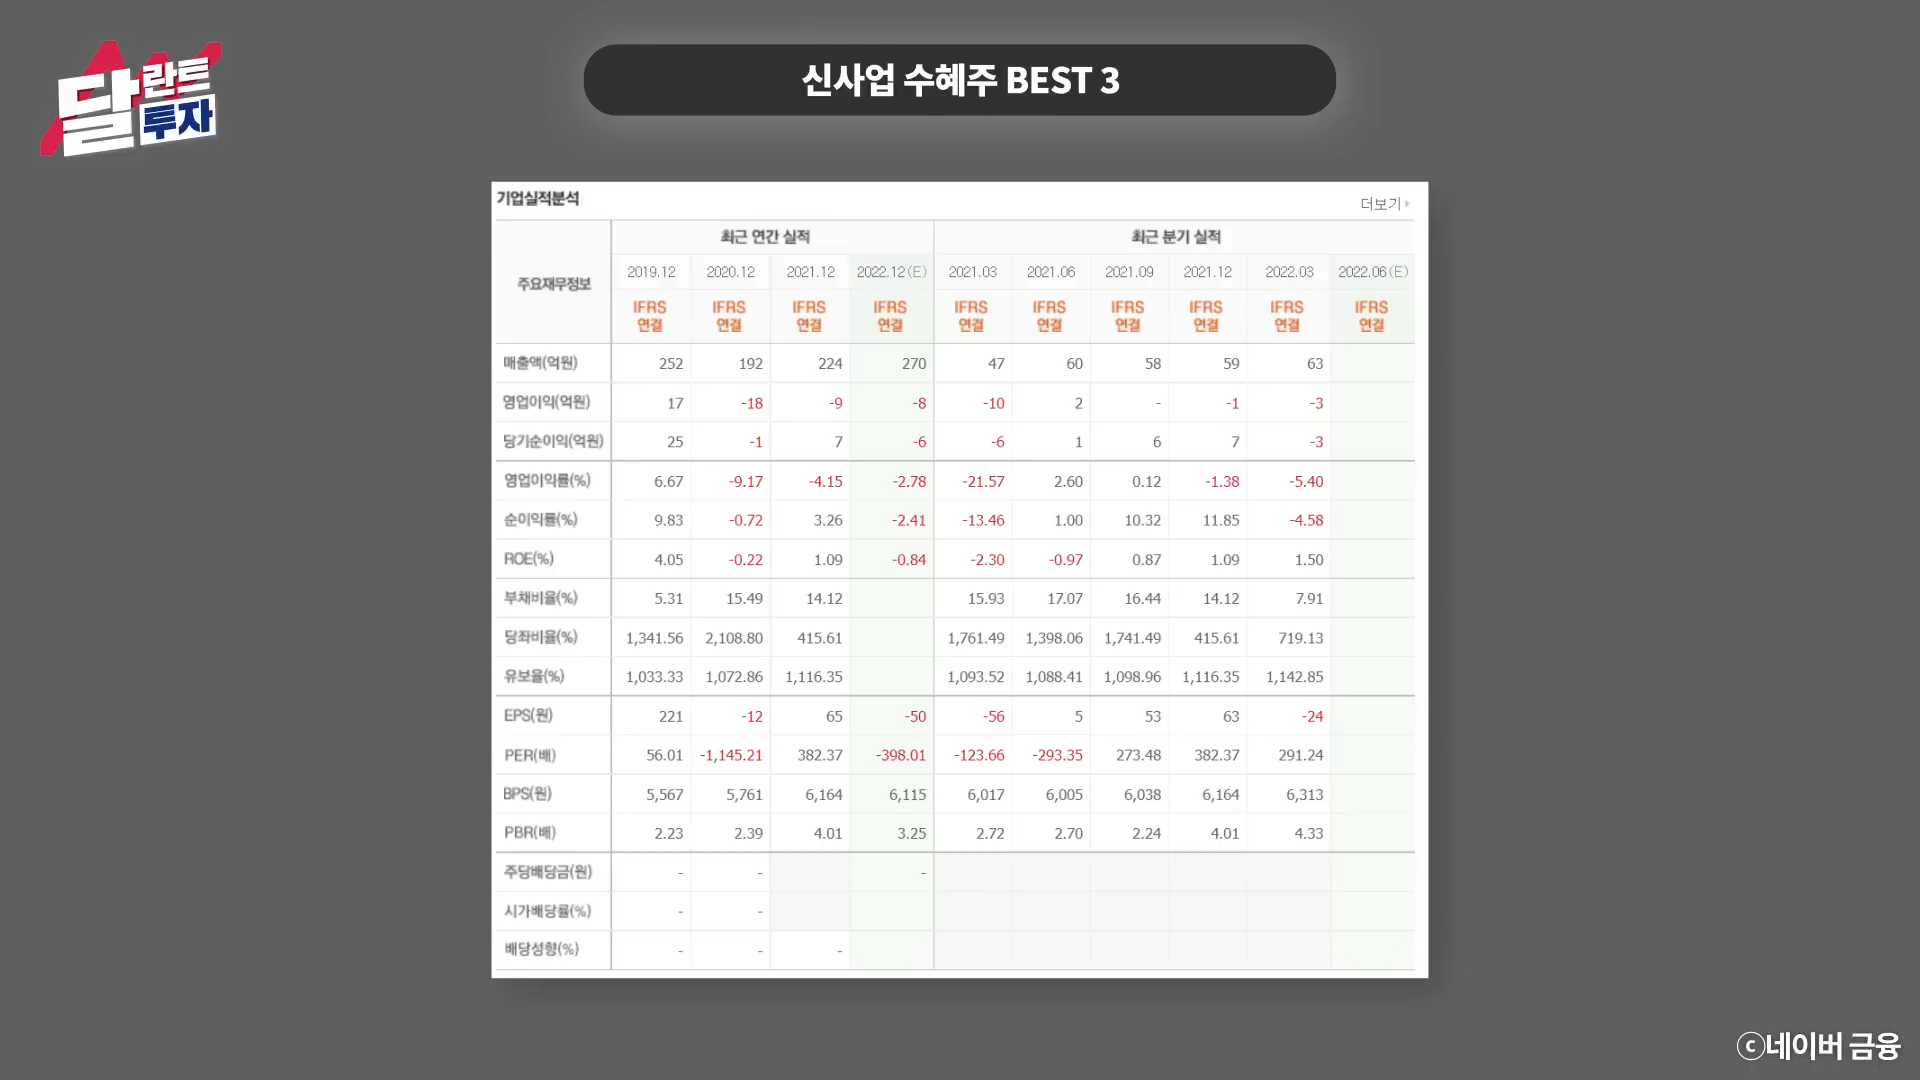 달란트
투자
신사업 수혜주 BEST 3
기업실적분석
더보기
주요재무정보 최근 연간 실적 최근 분기 실적
2019.12 2020.12 2021.12 2022.12(E) 2021.03 2021.06 2021.09 2021.12 2022.03 2022.06(E)
IFRS IFRS IFRS IFRS IFRS IFRS IFRS IFRS IFRS IFRS
연결 연결 연결 연결 연결 연결 연결 연결 연결 연결
매출액(억원) 252 192 224 270 47 60 58 59 63
영업이익(억원) 17 -18 -9 -8 -10 2 - -1 -3
당기순이익(억원) 25 -1 7 -6 -6 1 6 7 -3
영업이익률(%) 6.67 -9.17 -4.15 -2.78 -21.57 2.60 0.12 -1.38 -5.40
순이익률(%) 9.83 -0.72 3.26 -2.41 -13.46 1.00 10.32 11.85 -4.58
ROE(%) 4.05 -0.22 1.09 -0.84 -2.30 -0.97 0.87 1.09 1.50
부채비율(%) 5.31 15.49 14.12 15.93 17.07 16.44 14.12 7.91
당좌비율(%) 1,341.56 2,108.80 415.61 1,761.49 1,398.06 1,741.49 415.61 719.13
유보율(%) 1,033.33 1,072.86 1,116.35 1,093.52 1,088.41 1,098.96 1,116.35 1,142.85
EPS(원) 221 -12 65 -50 -56 5 53 63 -24
PER(배) 56.01 -1,145.21 382.37 -398.01 -123.66 -293.35 273.48 382.37 291.24
BPS(원) 5,567 5,761 6,164 6,115 6,017 6,005 6,038 6,164 6,313
PBR(배) 2.23 2.39 4.01 3.25 2.72 2.70 2.24 4.01 4.33
주당배당금(원) - - -
시가배당률(%) - -
배당성향(%) - - -
ⓒ네이버 금융